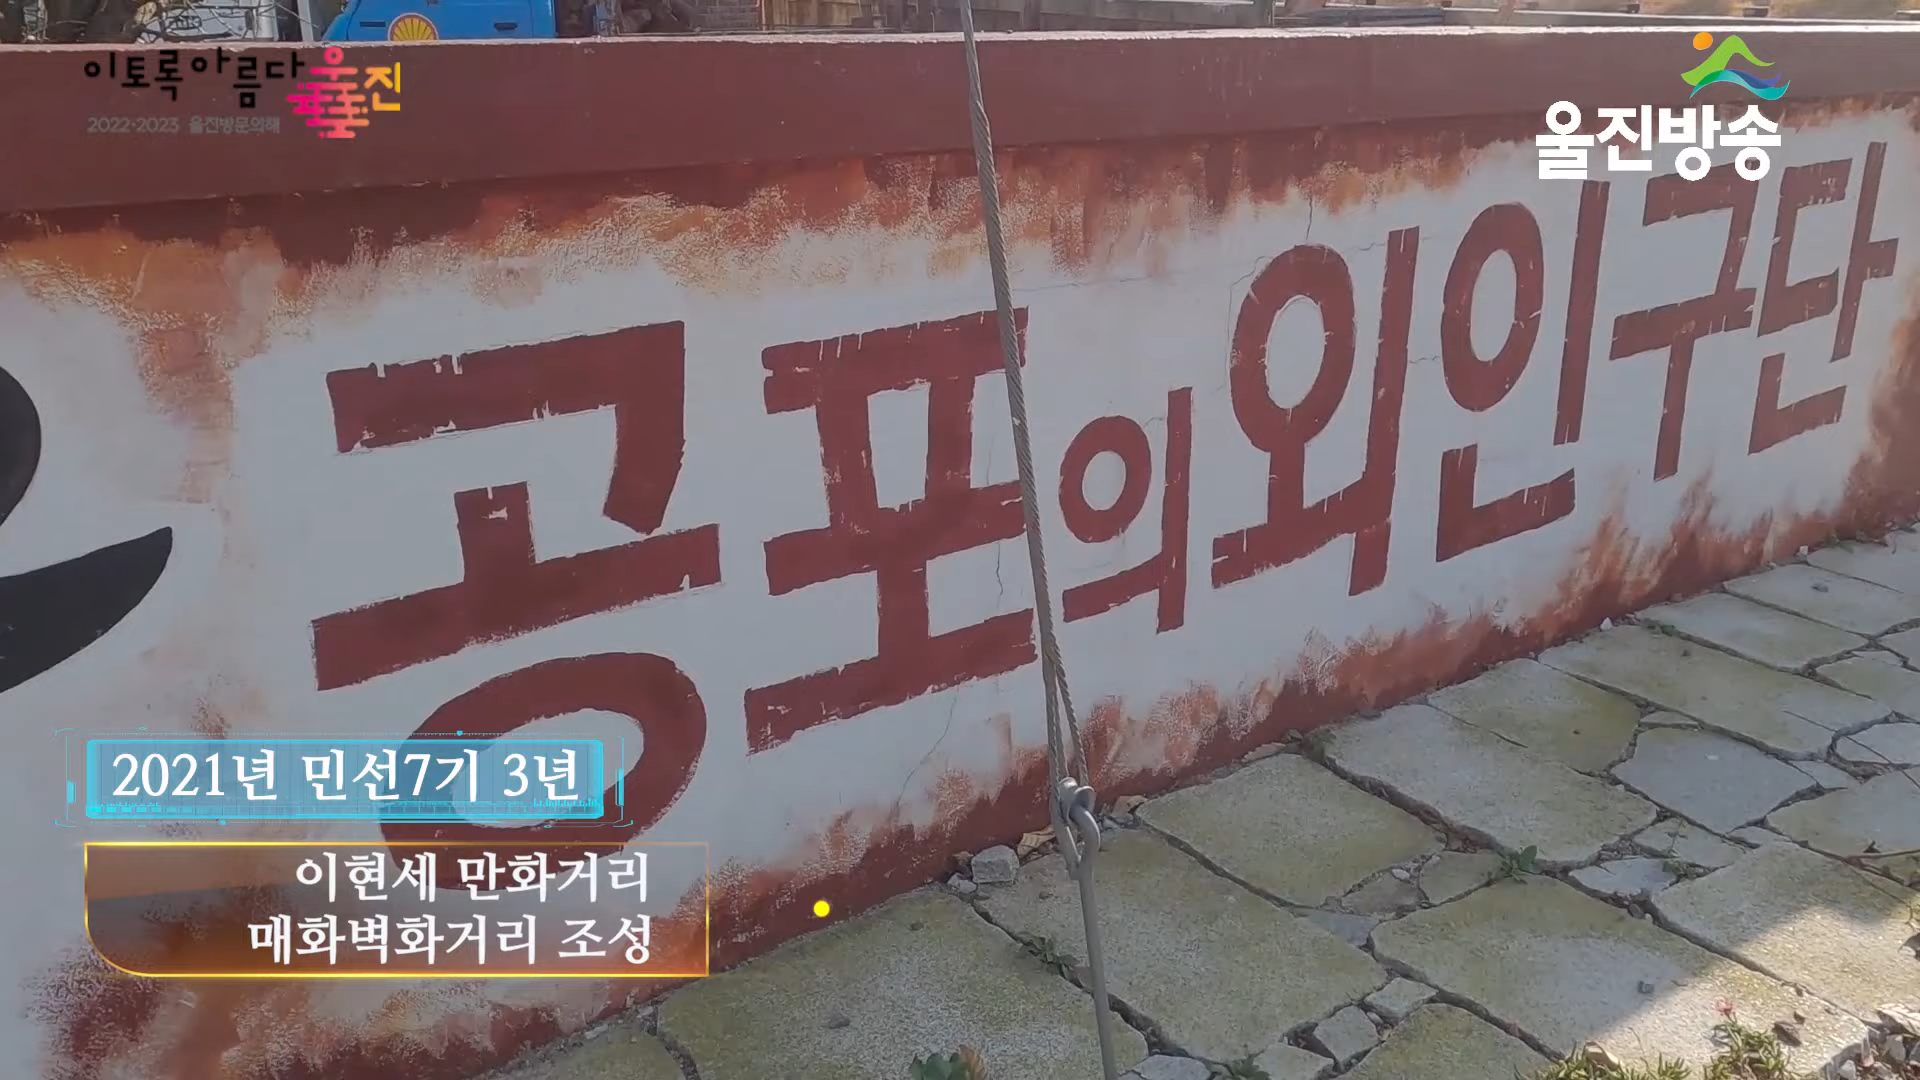 이토록 아름다울진
2022·2023 울진방문의해
울진방송
공포의 외인구단
2021년 민선7기 3년
이현세 만화거리
매화벽화거리 조성